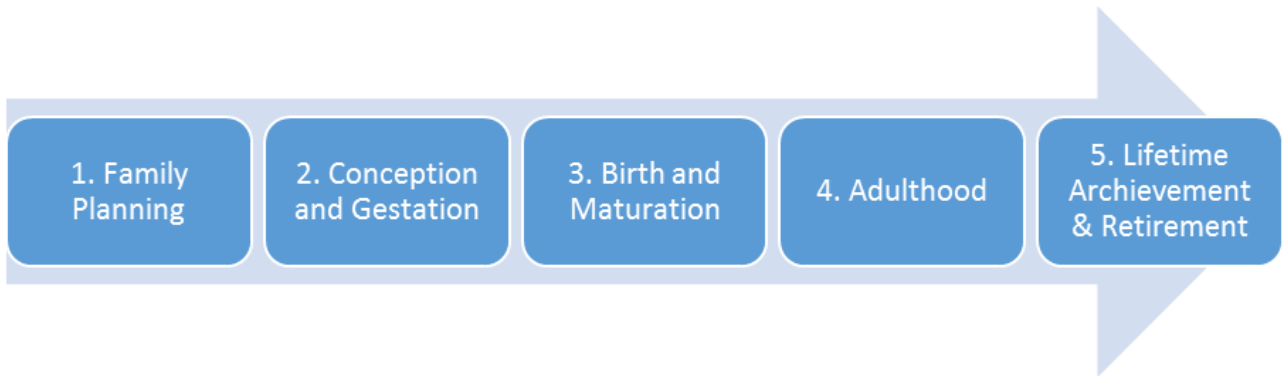 1. Family
Planning
2. Conception
and Gestation
3. Birth and
Maturation
4. Adulthood
5. Lifetime
Archievement
& Retirement